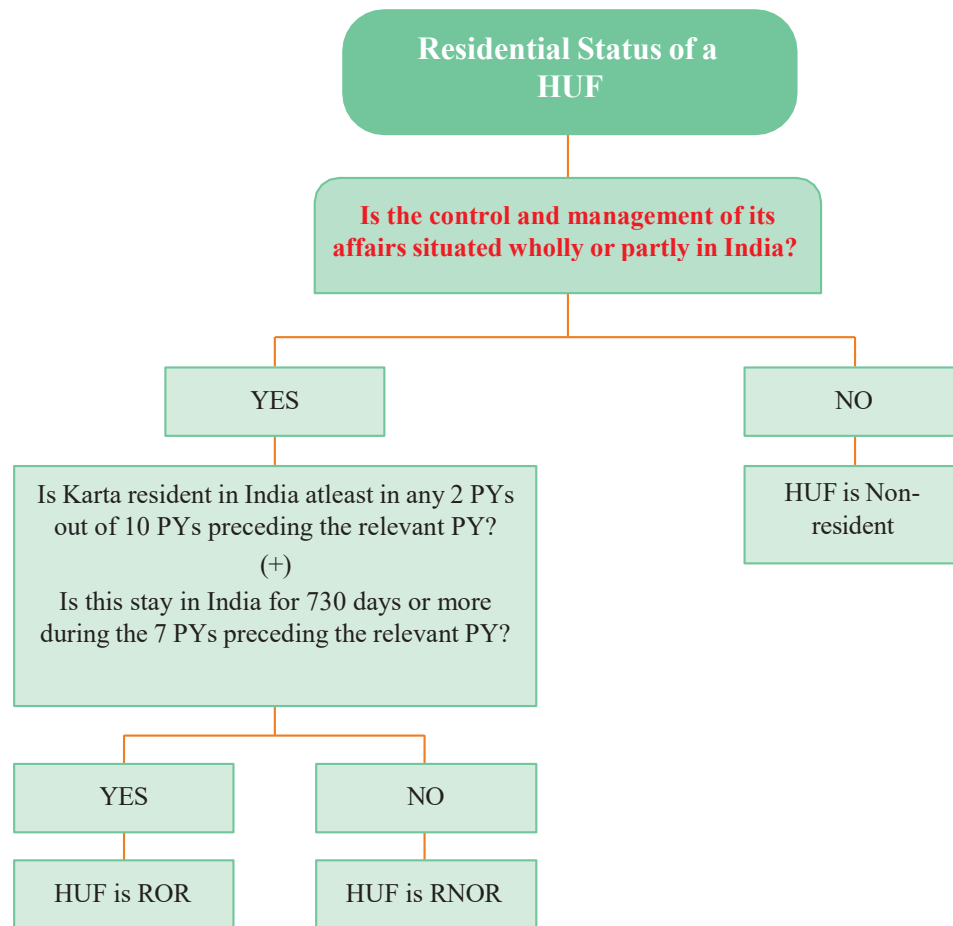 Residential Status of a
HUF
Is the control and management of its
affairs situated wholly or partly in India?
YES
NO
Is Karta resident in India atleast in any 2 PYs
out of 10 PYs preceding the relevant PY?
(+)
Is this stay in India for 730 days or more
during the 7 PYs preceding the relevant PY?
HUF is Non-
resident
YES
NO
HUF is ROR
HUF is RNOR